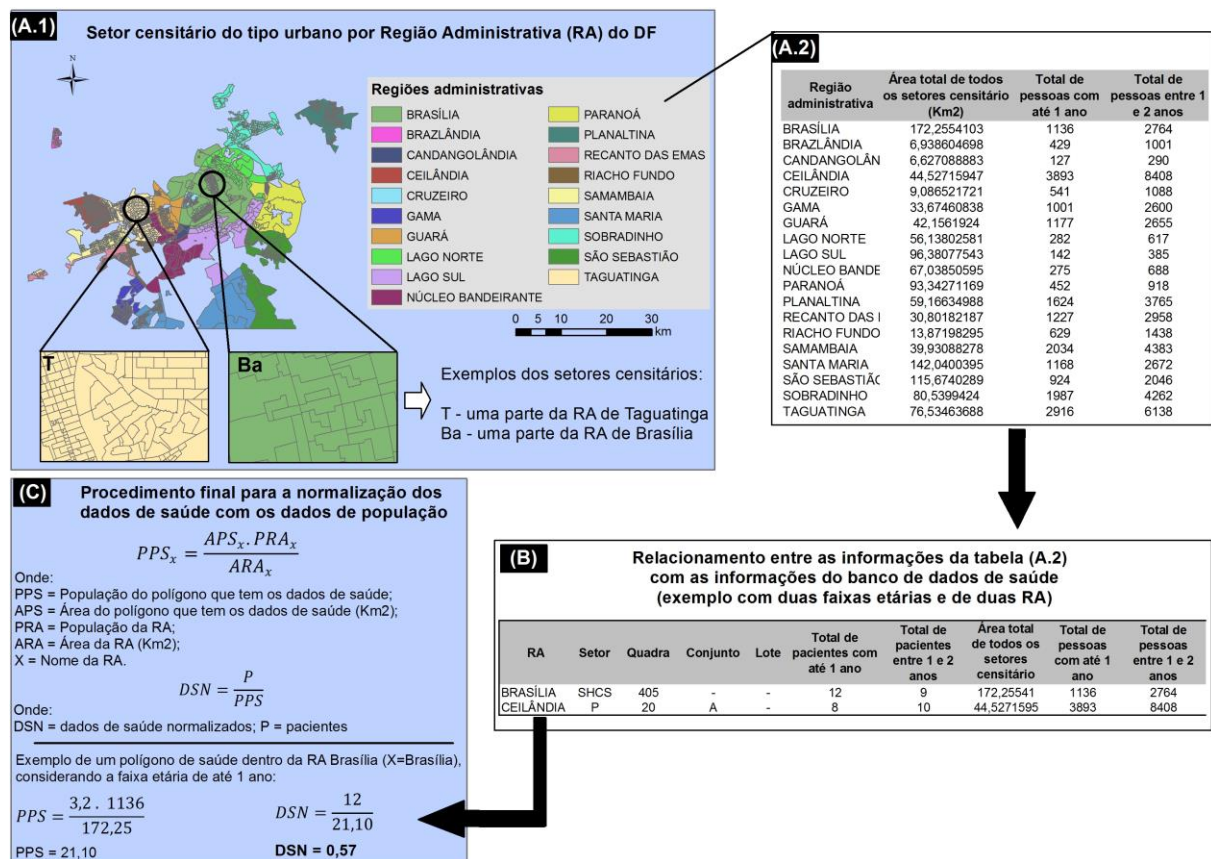 (A.1)
Setor censitário do tipo urbano por Região Administrativa (RA) do DF
N
Regiões administrativas
BRASÍLIA
BRAZLÂNDIA
CANDANGOLÂNDIA
CEILÂNDIA
CRUZEIRO
GAMA
GUARÁ
LAGO NORTE
LAGO SUL
NÚCLEO BANDEIRANTE
PARANOÁ
PLANALTINA
RECANTO DAS EMAS
RIACHO FUNDO
SAMAMBAIA
SANTA MARIA
SOBRADINHO
SÃO SEBASTIÃO
TAGUATINGA
0 5 10 20 30
km
T
Ba
Exemplos dos setores censitários:
T - uma parte da RA de Taguatinga
Ba - uma parte da RA de Brasília
(A.2)
Região administrativa Área total de todos os setores censitário (Km2) Total de pessoas com até 1 ano Total de pessoas entre 1 e 2 anos
BRASÍLIA 172,2554103 1136 2764
BRAZLÂNDIA 6,938604698 429 1001
CANDANGOLÂN 6,627088883 127 290
CEILÂNDIA 44,52715947 3893 8408
CRUZEIRO 9,086521721 541 1088
GAMA 33,67460838 1001 2600
GUARÁ 42,1561924 1177 2655
LAGO NORTE 56,13802581 282 617
LAGO SUL 96,38077543 142 385
NÚCLEO BANDE 67,03850595 275 688
PARANOÁ 93,34271169 452 918
PLANALTINA 59,16634988 1624 3765
RECANTO DAS I 30,80182187 1227 2958
RIACHO FUNDO 13,87198295 629 1438
SAMAMBAIA 39,93088278 2034 4383
SANTA MARIA 142,0400395 1168 2672
SÃO SEBASTIÃC 115,6740289 924 2046
SOBRADINHO 80,5399424 1987 4262
TAGUATINGA 76,53463688 2916 6138
(B)
Relacionamento entre as informações da tabela (A.2)
com as informações do banco de dados de saúde
(exemplo com duas faixas etárias e de duas RA)
RA Setor Quadra Conjunto Lote Total de pacientes com até 1 ano Total de pacientes entre 1 e 2 anos Área total de todos os setores censitário Total de pessoas com até 1 ano Total de pessoas entre 1 e 2 anos
BRASÍLIA SHCS 405 - - 12 9 172,25541 1136 2764
CEILÂNDIA P 20 A - 8 10 44,5271595 3893 8408
(C)
Procedimento final para a normalização dos
dados de saúde com os dados de população
PPSₓ = APSₓ . PRAₓ / ARAₓ
Onde:
PPS = População do polígono que tem os dados de saúde;
APS = Área do polígono que tem os dados de saúde (Km2);
PRA = População da RA;
ARA = Área da RA (Km2);
X = Nome da RA.
DSN = P / PPS
Onde:
DSN = dados de saúde normalizados; P = pacientes
Exemplo de um polígono de saúde dentro da RA Brasília (X=Brasília),
considerando a faixa etária de até 1 ano:
PPS = 3,2 . 1136 / 172,25
DSN = 12 / 21,10
PPS = 21,10
DSN = 0,57